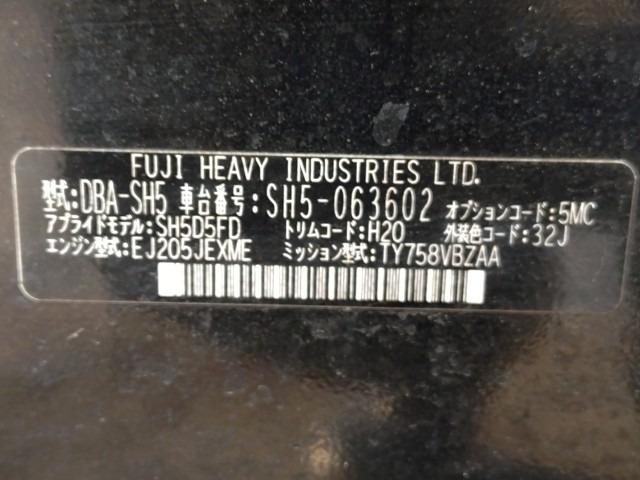 FUJI HEAVY INDUSTRIES LTD.
型式:DBA-SH5 車台番号:SH5-063602 オプションコード:5MC
アプライドモデル:SH5D5FD トリムコード:H20 外装色コード:32J
エンジン型式:EJ205JEXME ミッション型式:TY758VBZAA